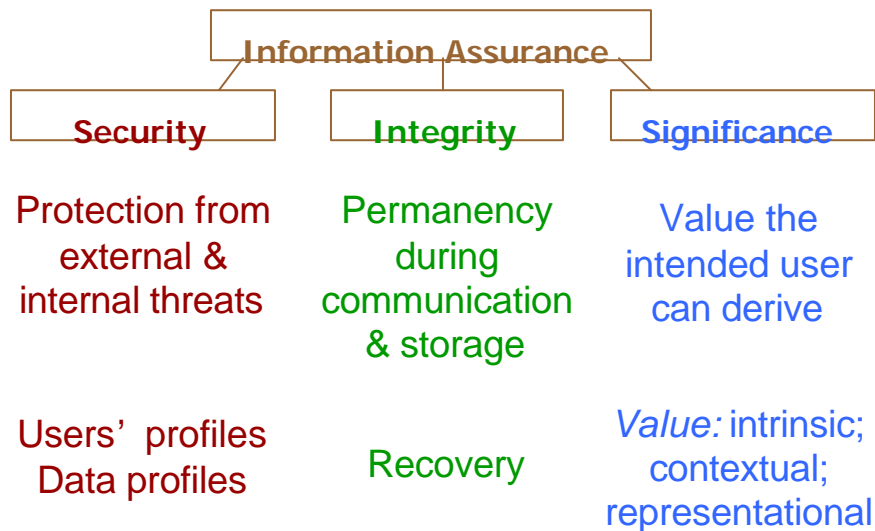 Information Assurance
Security
Integrity
Significance
Protection from
external &
internal threats
Permanency
during
communication
& storage
Value the
intended user
can derive
Users' profiles
Data profiles
Recovery
Value: intrinsic;
contextual;
representational